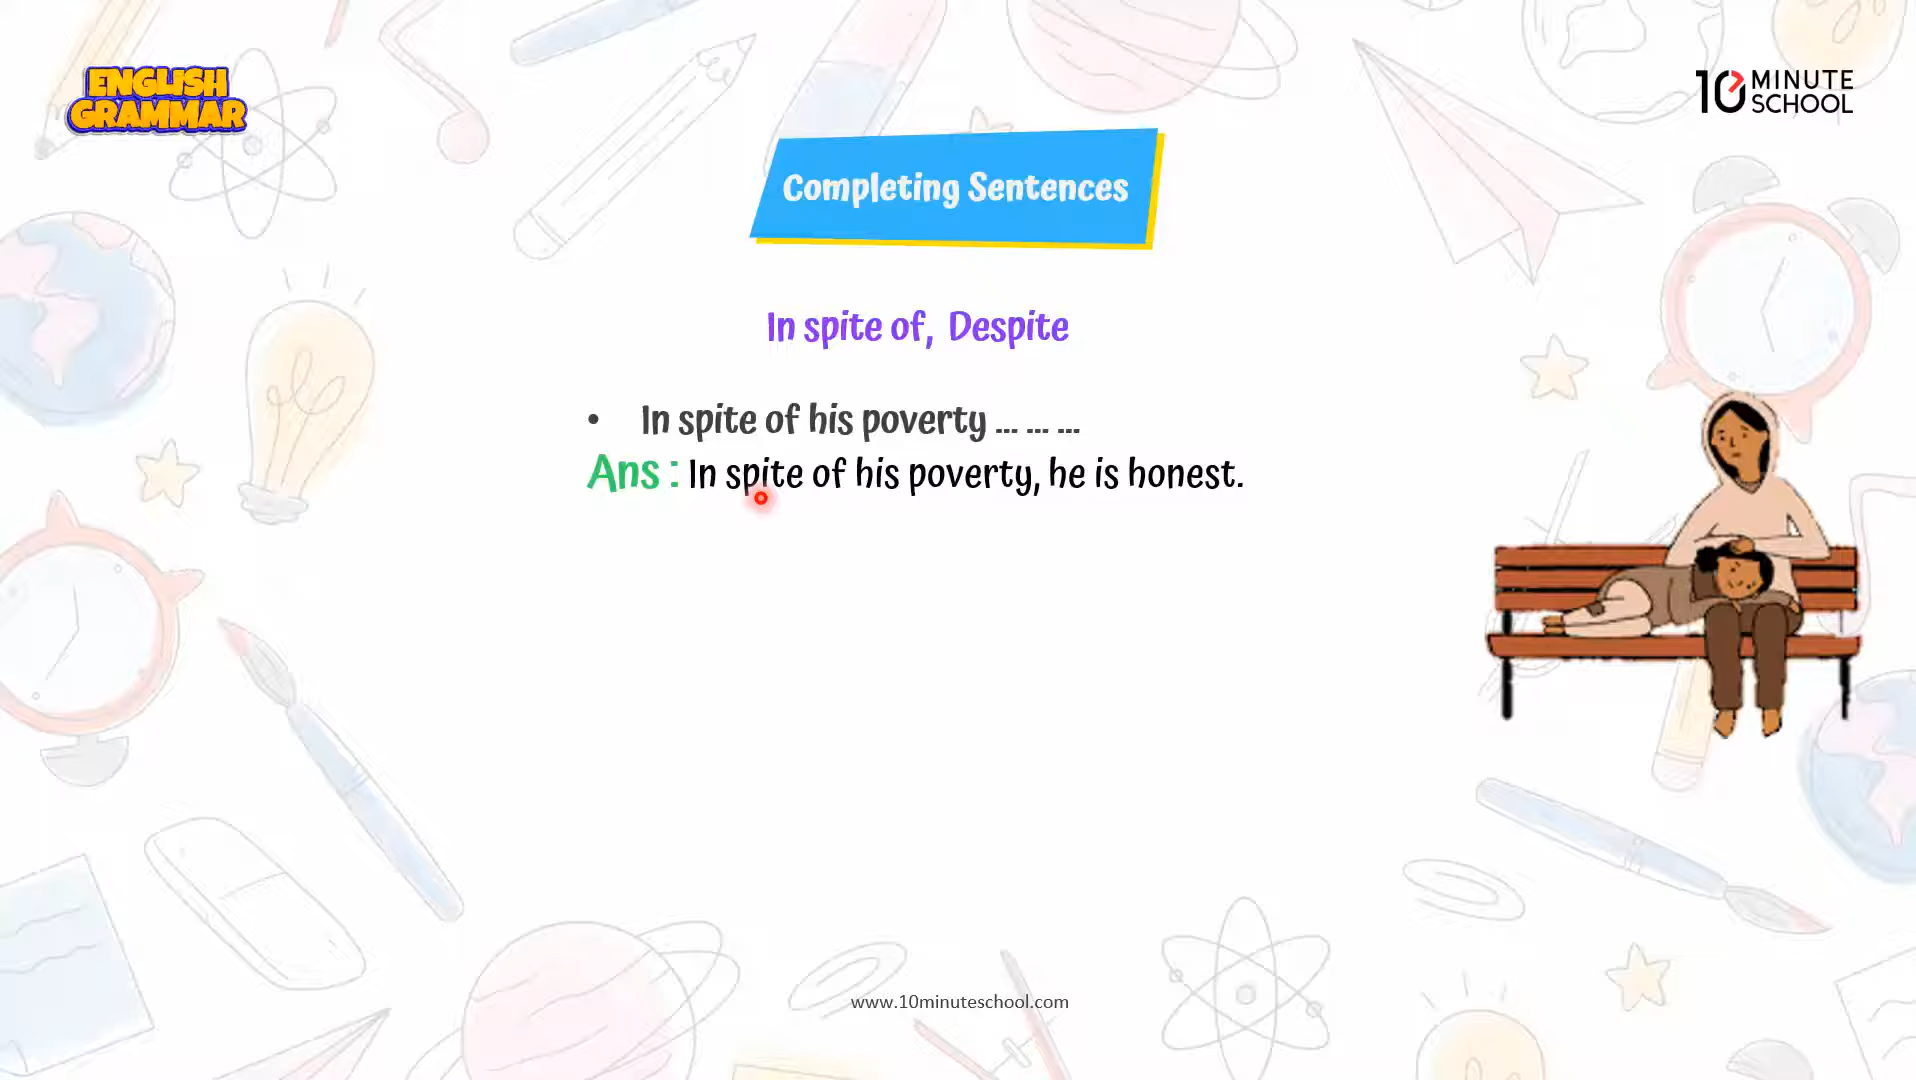 ENGLISH
GRAMMAR
10 MINUTE
SCHOOL
Completing Sentences
In spite of, Despite
• In spite of his poverty ... ... ...
Ans : In spite of his poverty, he is honest.
www.10minuteschool.com